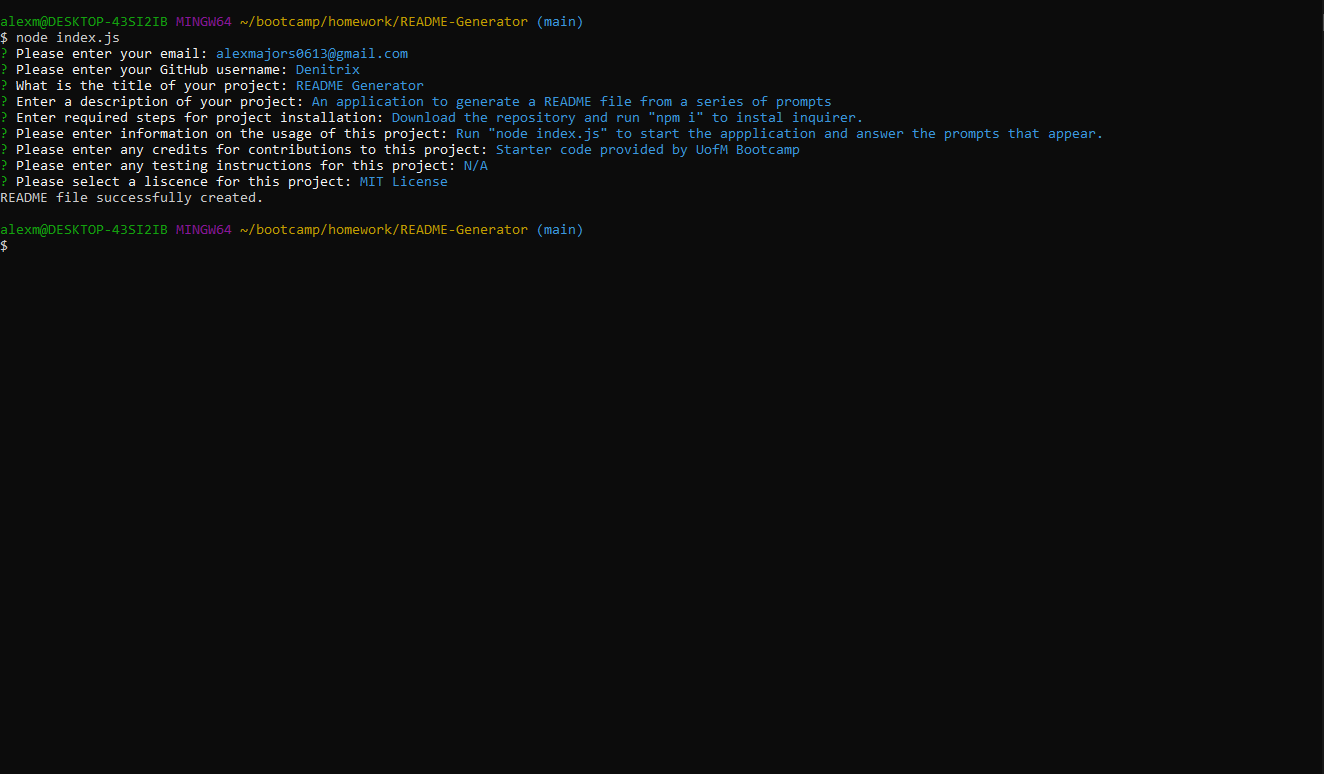 alexm@DESKTOP-43SI2IB MINGW64 ~/bootcamp/homework/README-Generator (main)
$ node index.js
? Please enter your email: alexmajors0613@gmail.com
? Please enter your GitHub username: Denitrix
? What is the title of your project: README Generator
? Enter a description of your project: An application to generate a README file from a series of prompts
? Enter required steps for project installation: Download the repository and run "npm i" to instal inquirer.
? Please enter information on the usage of this project: Run "node index.js" to start the appplication and answer the prompts that appear.
? Please enter any credits for contributions to this project: Starter code provided by UofM Bootcamp
? Please enter any testing instructions for this project: N/A
? Please select a liscence for this project: MIT License
README file successfully created.
alexm@DESKTOP-43SI2IB MINGW64 ~/bootcamp/homework/README-Generator (main)
$